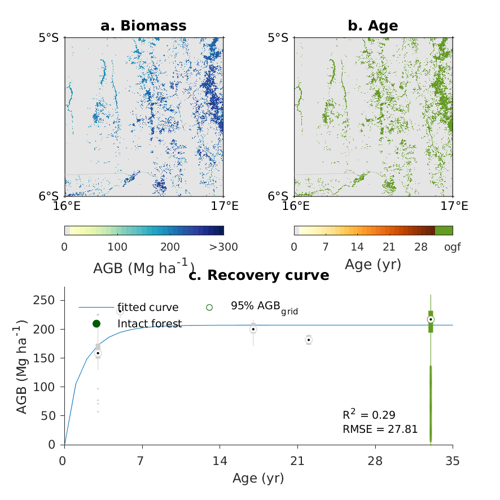 a. Biomass
b. Age
5°S
5°S
6°S
6°S
16°E 17°E
16°E 17°E
0 100 200 >300
0 7 14 21 28 ogf
AGB (Mg ha⁻¹)
Age (yr)
c. Recovery curve
fitted curve
95% AGB_grid
Intact forest
250
200
150
100
50
0
AGB (Mg ha⁻¹)
R² = 0.29
RMSE = 27.81
0 7 14 21 28 35
Age (yr)